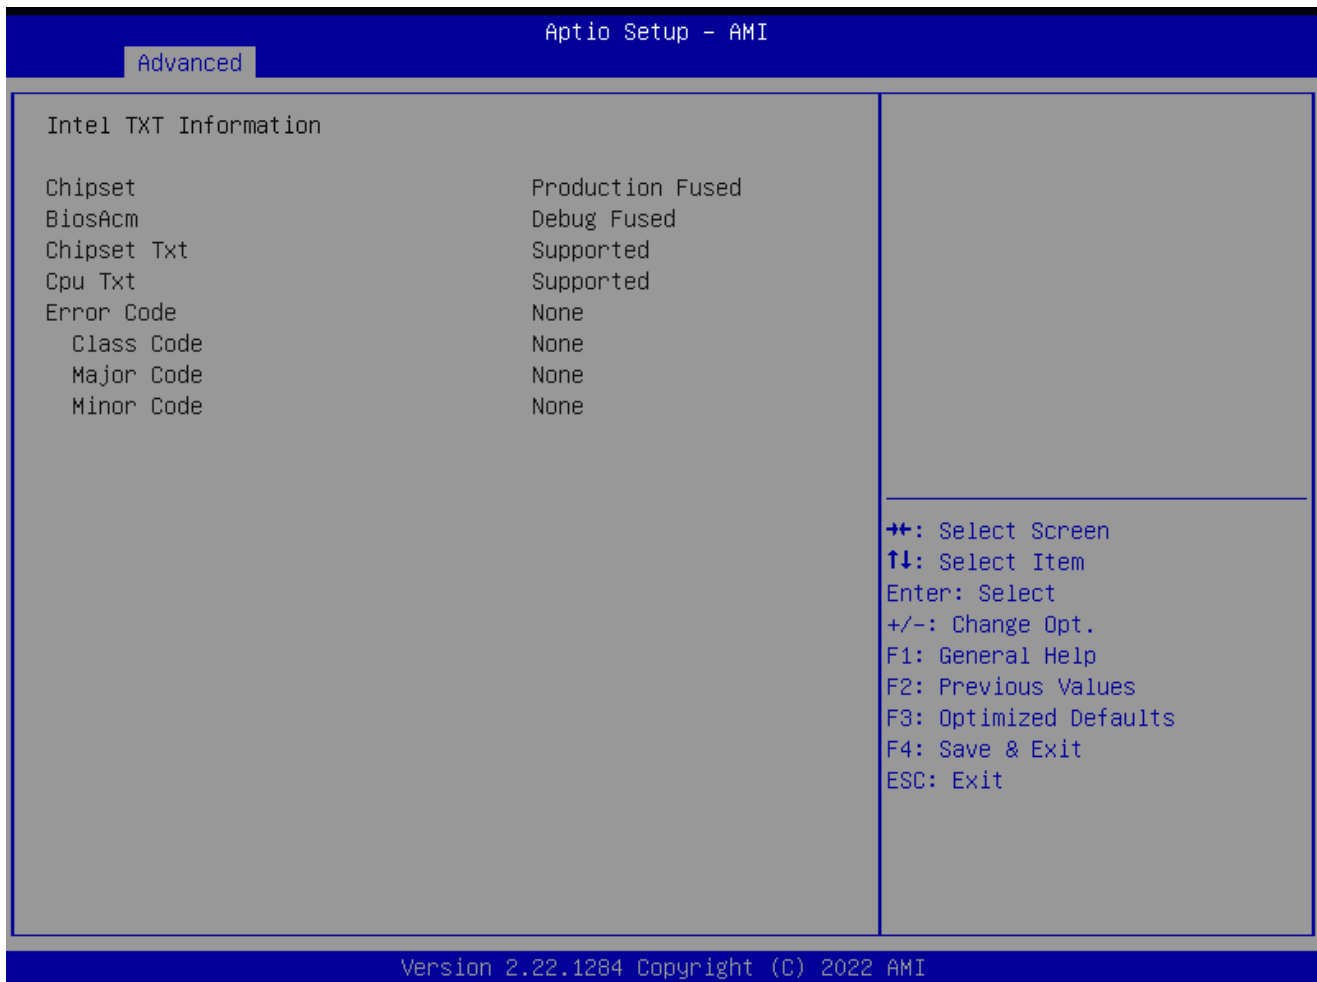 Aptio Setup – AMI
Advanced
Intel TXT Information
Chipset Production Fused
BiosAcm Debug Fused
Chipset Txt Supported
Cpu Txt Supported
Error Code None
Class Code None
Major Code None
Minor Code None
→←: Select Screen
↑↓: Select Item
Enter: Select
+/-: Change Opt.
F1: General Help
F2: Previous Values
F3: Optimized Defaults
F4: Save & Exit
ESC: Exit
Version 2.22.1284 Copyright (C) 2022 AMI